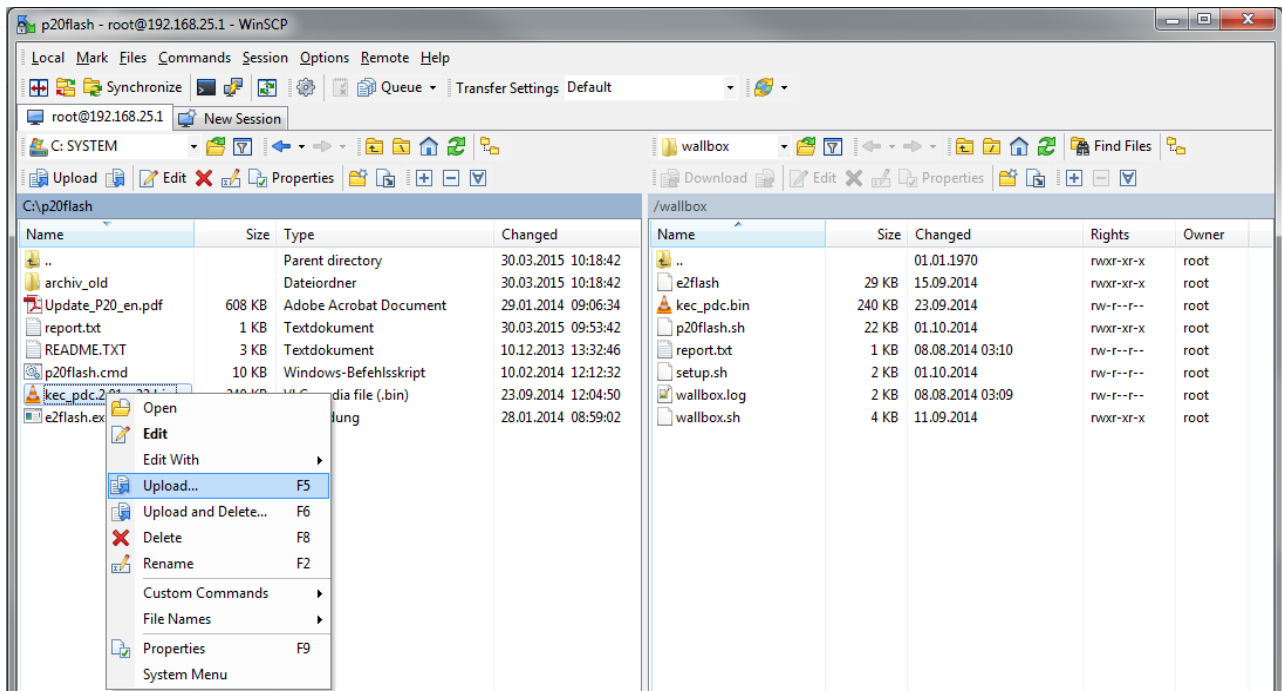 p20flash - root@192.168.25.1 - WinSCP
Local Mark Files Commands Session Options Remote Help
Synchronize Queue Transfer Settings Default
root@192.168.25.1 New Session
C: SYSTEM wallbox Find Files
Upload Edit Properties Download Edit Properties
C:\p20flash /wallbox
Name Size Type Changed Name Size Changed Rights Owner
.. Parent directory 30.03.2015 10:18:42 .. 01.01.1970 rwxr-xr-x root
archiv_old Dateiordner 30.03.2015 10:18:42 e2flash 29 KB 15.09.2014 rwxr-xr-x root
Update_P20_en.pdf 608 KB Adobe Acrobat Document 29.01.2014 09:06:34 kec_pdc.bin 240 KB 23.09.2014 rw-r--r-- root
report.txt 1 KB Textdokument 30.03.2015 09:53:42 p20flash.sh 22 KB 01.10.2014 rwxr-xr-x root
README.TXT 3 KB Textdokument 10.12.2013 13:32:46 report.txt 1 KB 08.08.2014 03:10 rw-r--r-- root
p20flash.cmd 10 KB Windows-Befehlsskript 10.02.2014 12:12:32 setup.sh 2 KB 01.10.2014 rwxr-xr-x root
dia file (.bin) 23.09.2014 12:04:50 wallbox.log 2 KB 08.08.2014 03:09 rw-r--r-- root
e2flash.ex dung 28.01.2014 08:59:02 wallbox.sh 4 KB 11.09.2014 rwxr-xr-x root
Open
Edit
Edit With
Upload... F5
Upload and Delete... F6
Delete F8
Rename F2
Custom Commands
File Names
Properties F9
System Menu